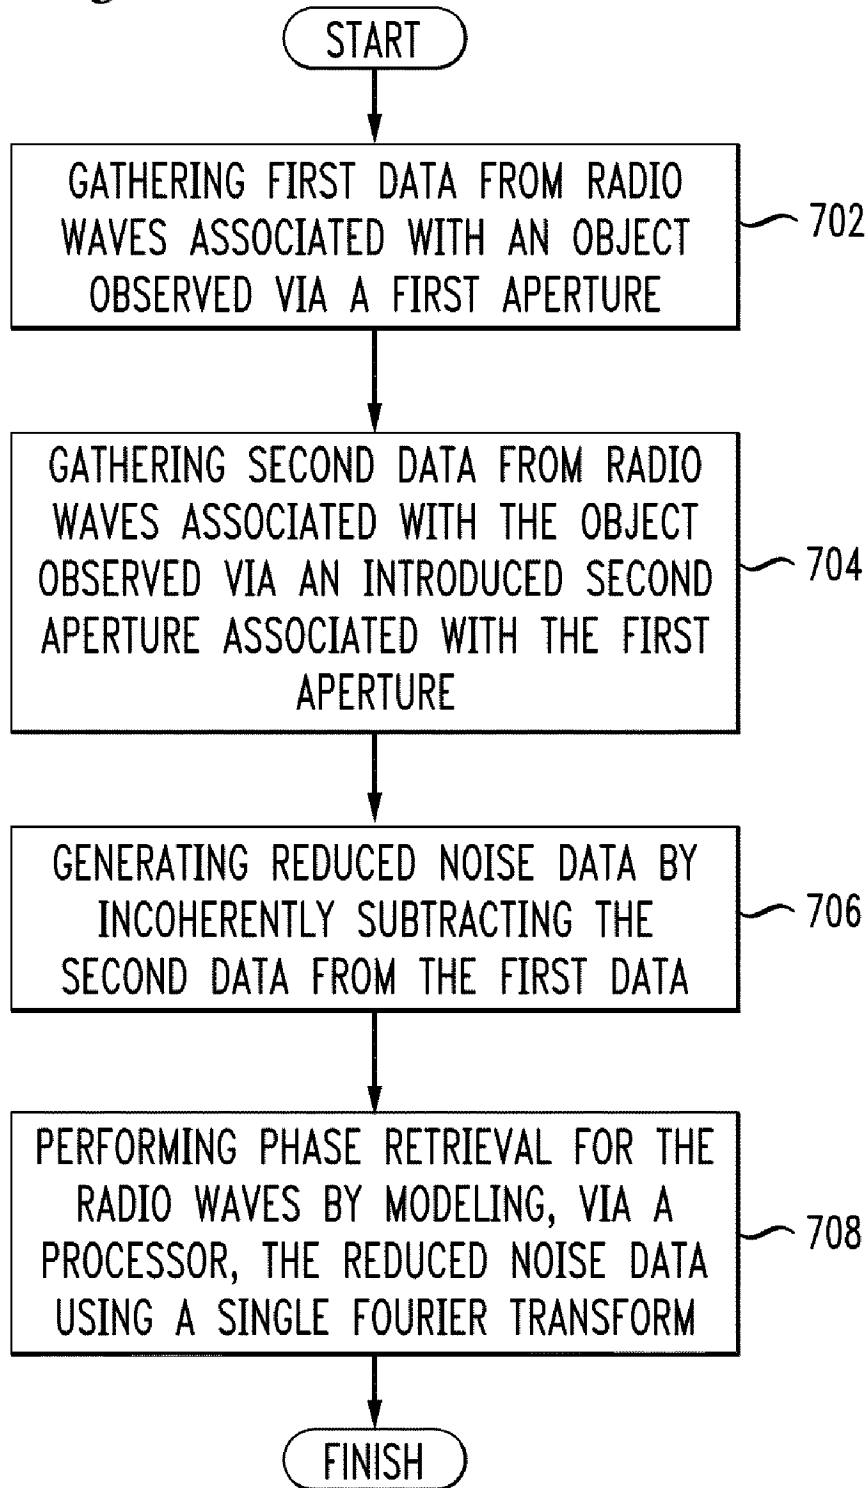 START
GATHERING FIRST DATA FROM RADIO
WAVES ASSOCIATED WITH AN OBJECT
OBSERVED VIA A FIRST APERTURE
702
GATHERING SECOND DATA FROM RADIO
WAVES ASSOCIATED WITH THE OBJECT
OBSERVED VIA AN INTRODUCED SECOND
APERTURE ASSOCIATED WITH THE FIRST
APERTURE
704
GENERATING REDUCED NOISE DATA BY
INCOHERENTLY SUBTRACTING THE
SECOND DATA FROM THE FIRST DATA
706
PERFORMING PHASE RETRIEVAL FOR THE
RADIO WAVES BY MODELING, VIA A
PROCESSOR, THE REDUCED NOISE DATA
USING A SINGLE FOURIER TRANSFORM
708
FINISH